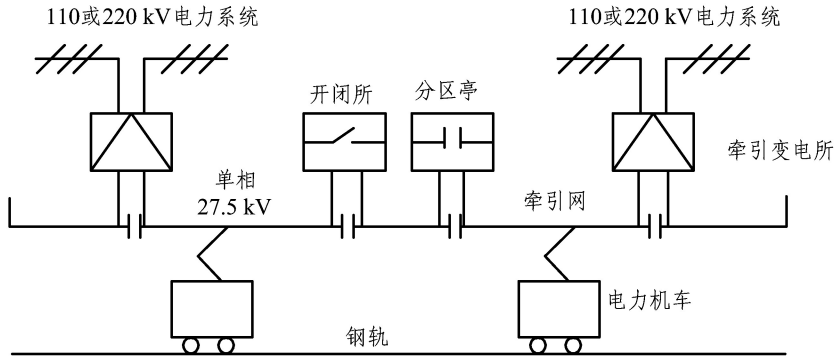 110或220 kV电力系统
110或220 kV电力系统
开闭所
分区亭
牵引变电所
单相
27.5 kV
牵引网
电力机车
钢轨